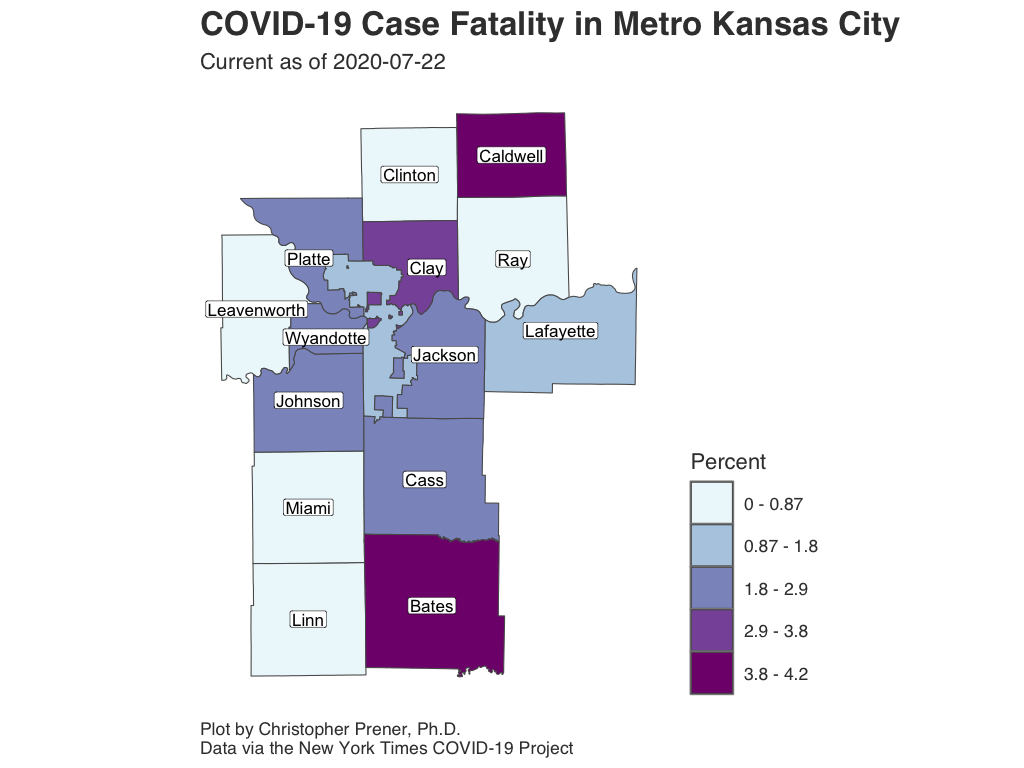 COVID-19 Case Fatality in Metro Kansas City
Current as of 2020-07-22
Caldwell
Clinton
Platte
Clay
Ray
Leavenworth
Lafayette
Wyandotte
Jackson
Johnson
Cass
Miami
Bates
Linn
Percent
0 - 0.87
0.87 - 1.8
1.8 - 2.9
2.9 - 3.8
3.8 - 4.2
Plot by Christopher Prener, Ph.D.
Data via the New York Times COVID-19 Project